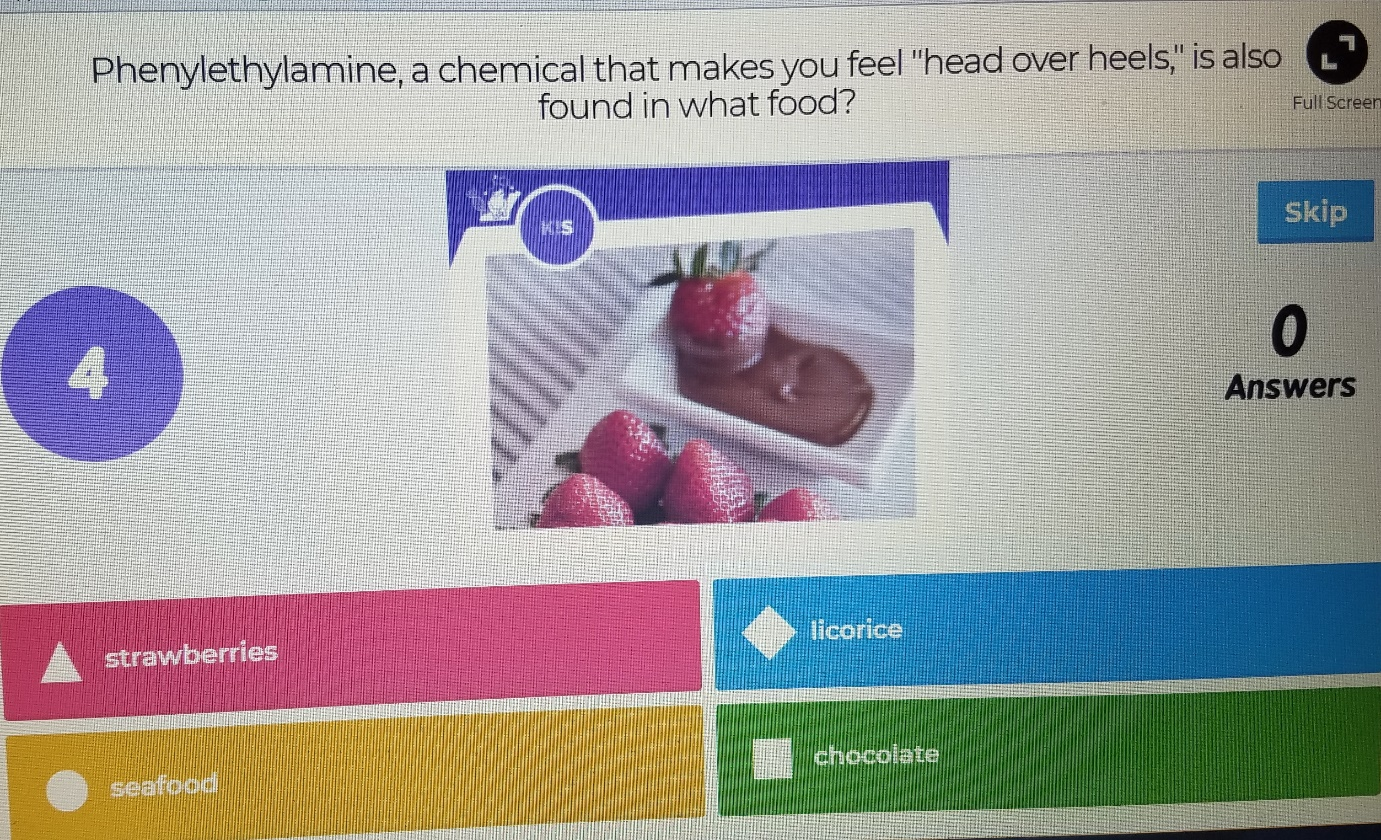 Phenylethylamine, a chemical that makes you feel "head over heels," is also
found in what food?
Full Screen
Skip
4
0
Answers
strawberries
licorice
seafood
chocolate